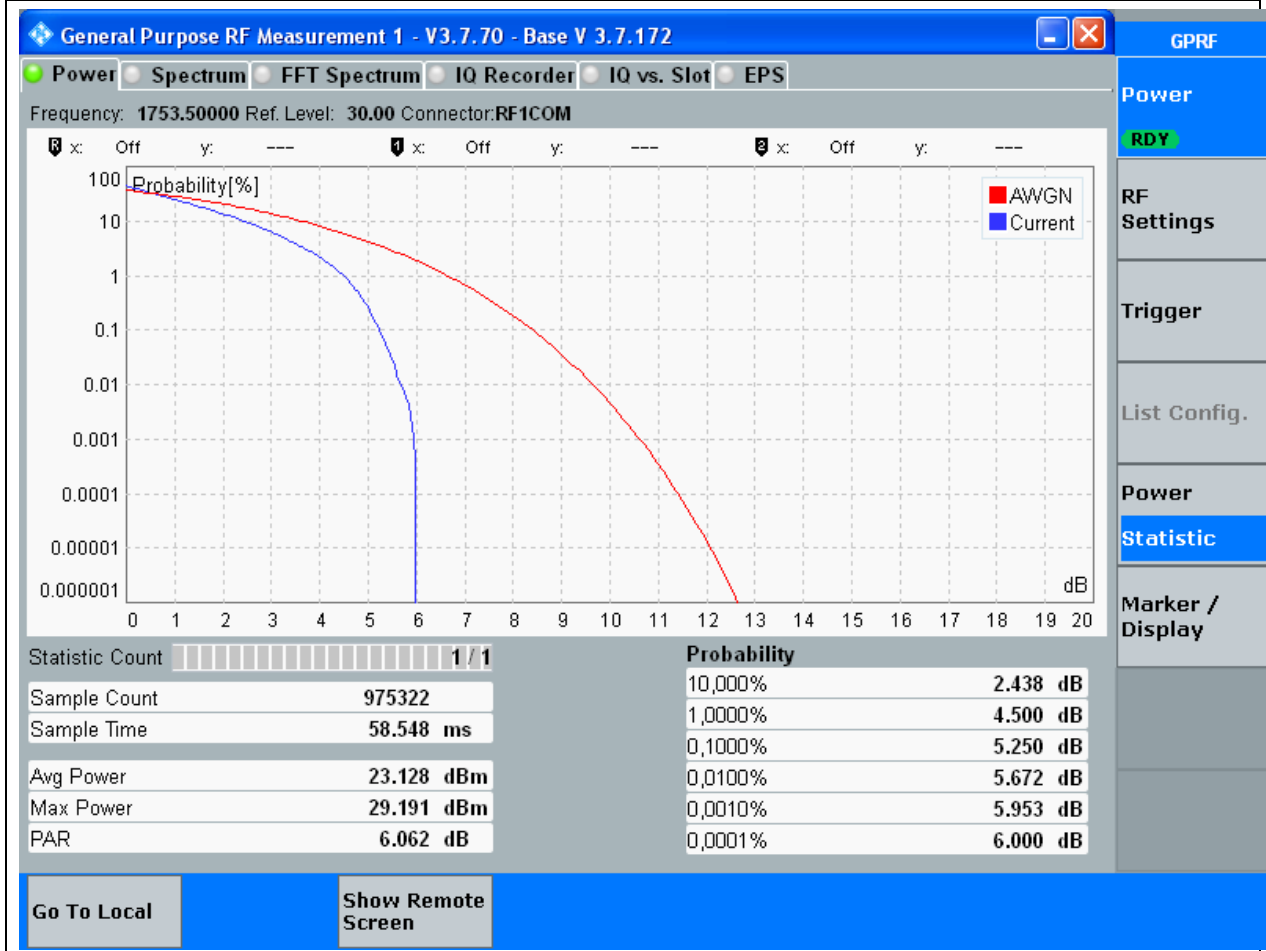 General Purpose RF Measurement 1 - V3.7.70 - Base V 3.7.172
GPRF
Power Spectrum FFT Spectrum IQ Recorder IQ vs. Slot EPS
Frequency: 1753.50000 Ref. Level: 30.00 Connector:RF1COM
R x: Off y: --- 1 x: Off y: --- 2 x: Off y: ---
Probability[%]
100
10
1
0.1
0.01
0.001
0.0001
0.00001
0.000001
AWGN
Current
dB
0 1 2 3 4 5 6 7 8 9 10 11 12 13 14 15 16 17 18 19 20
Statistic Count 1 / 1
Sample Count 975322
Sample Time 58.548 ms
Avg Power 23.128 dBm
Max Power 29.191 dBm
PAR 6.062 dB
Probability
10,000% 2.438 dB
1,0000% 4.500 dB
0,1000% 5.250 dB
0,0100% 5.672 dB
0,0010% 5.953 dB
0,0001% 6.000 dB
Power
RDY
RF
Settings
Trigger
List Config.
Power
Statistic
Marker /
Display
Go To Local
Show Remote
Screen